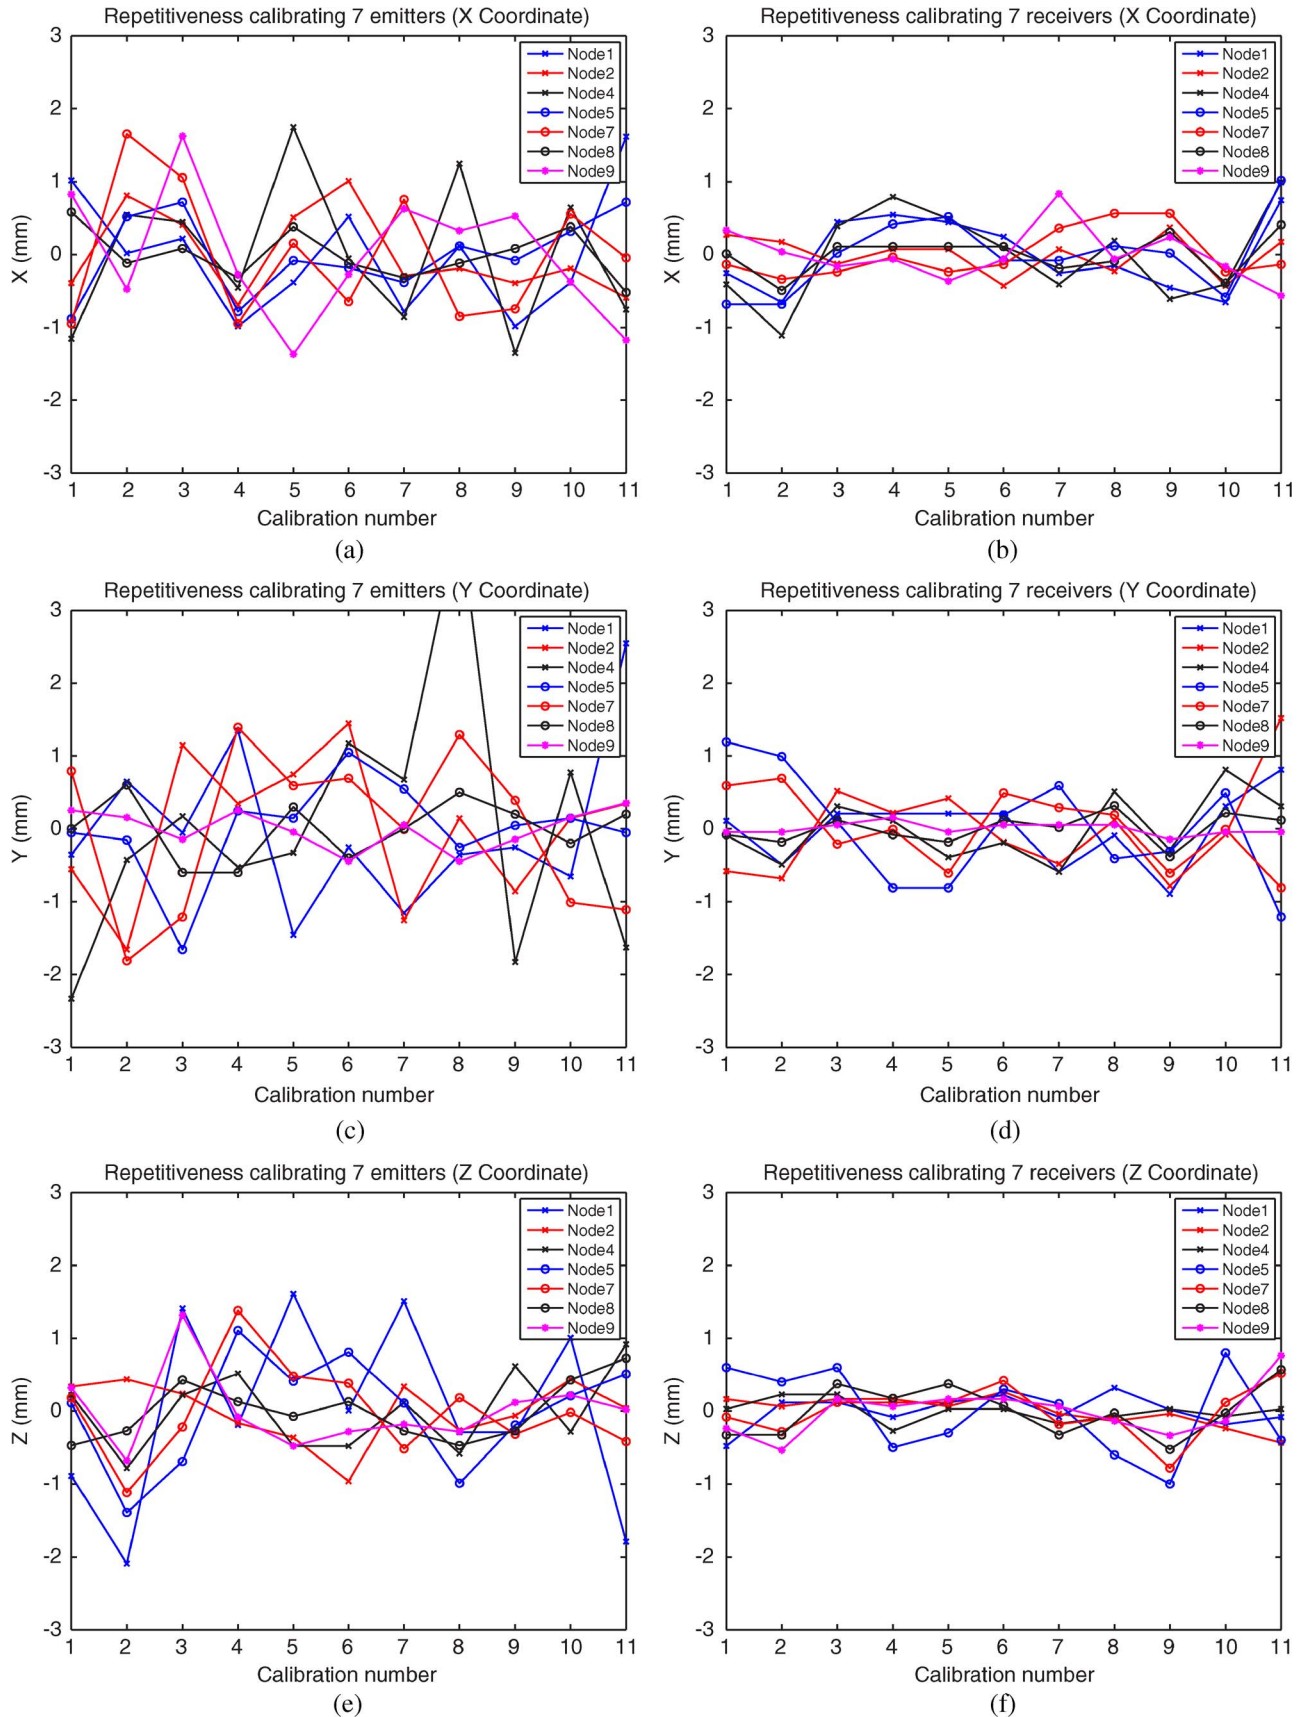 Repetitiveness calibrating 7 emitters (X Coordinate)
3
2
1
0
-1
-2
-3
X (mm)
Node1
Node2
Node4
Node5
Node7
Node8
Node9
1 2 3 4 5 6 7 8 9 10 11
Calibration number
(a)
Repetitiveness calibrating 7 receivers (X Coordinate)
3
2
1
0
-1
-2
-3
X (mm)
Node1
Node2
Node4
Node5
Node7
Node8
Node9
1 2 3 4 5 6 7 8 9 10 11
Calibration number
(b)
Repetitiveness calibrating 7 emitters (Y Coordinate)
3
2
1
0
-1
-2
-3
Y (mm)
Node1
Node2
Node4
Node5
Node7
Node8
Node9
1 2 3 4 5 6 7 8 9 10 11
Calibration number
(c)
Repetitiveness calibrating 7 receivers (Y Coordinate)
3
2
1
0
-1
-2
-3
Y (mm)
Node1
Node2
Node4
Node5
Node7
Node8
Node9
1 2 3 4 5 6 7 8 9 10 11
Calibration number
(d)
Repetitiveness calibrating 7 emitters (Z Coordinate)
3
2
1
0
-1
-2
-3
Z (mm)
Node1
Node2
Node4
Node5
Node7
Node8
Node9
1 2 3 4 5 6 7 8 9 10 11
Calibration number
(e)
Repetitiveness calibrating 7 receivers (Z Coordinate)
3
2
1
0
-1
-2
-3
Z (mm)
Node1
Node2
Node4
Node5
Node7
Node8
Node9
1 2 3 4 5 6 7 8 9 10 11
Calibration number
(f)